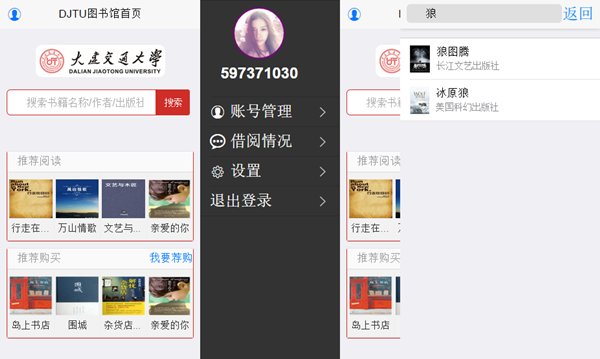 DJTU图书馆首页
大连交通大学
DALIAN JIAOTONG UNIVERSITY
搜索书籍名称/作者/出版社
搜索
推荐阅读
行走在...
万山情歌
文艺与...
亲爱的你
推荐购买
我要荐购
岛上书店
围城
杂货店...
亲爱的你
597371030
账号管理
借阅情况
设置
退出登录
狼
返回
狼图腾
长江文艺出版社
冰原狼
美国科幻出版社
推荐阅读
行走在...
推荐购买
岛上书店